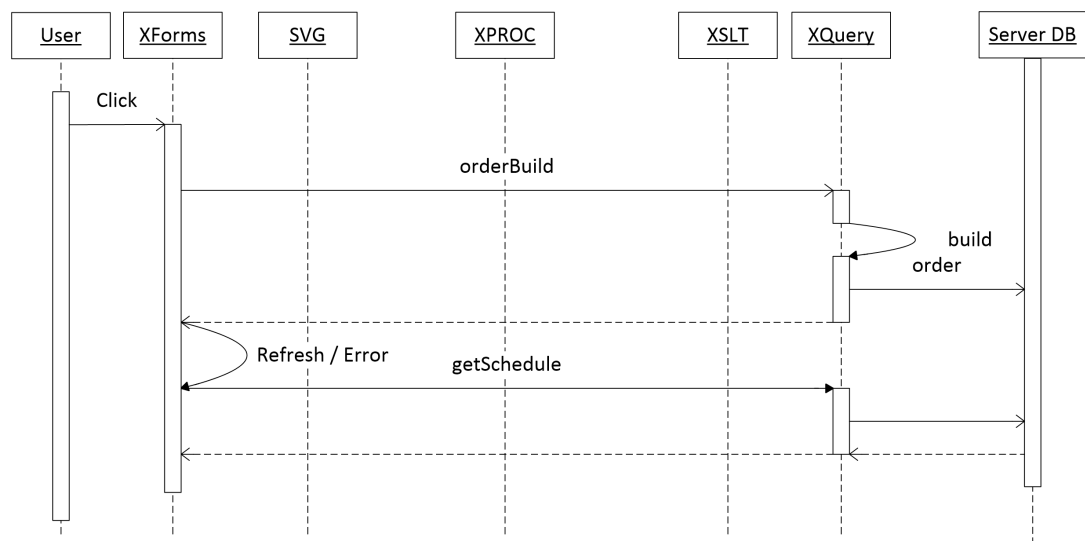 User XForms SVG XPROC XSLT XQuery Server DB
Click
orderBuild
build
order
Refresh / Error
getSchedule